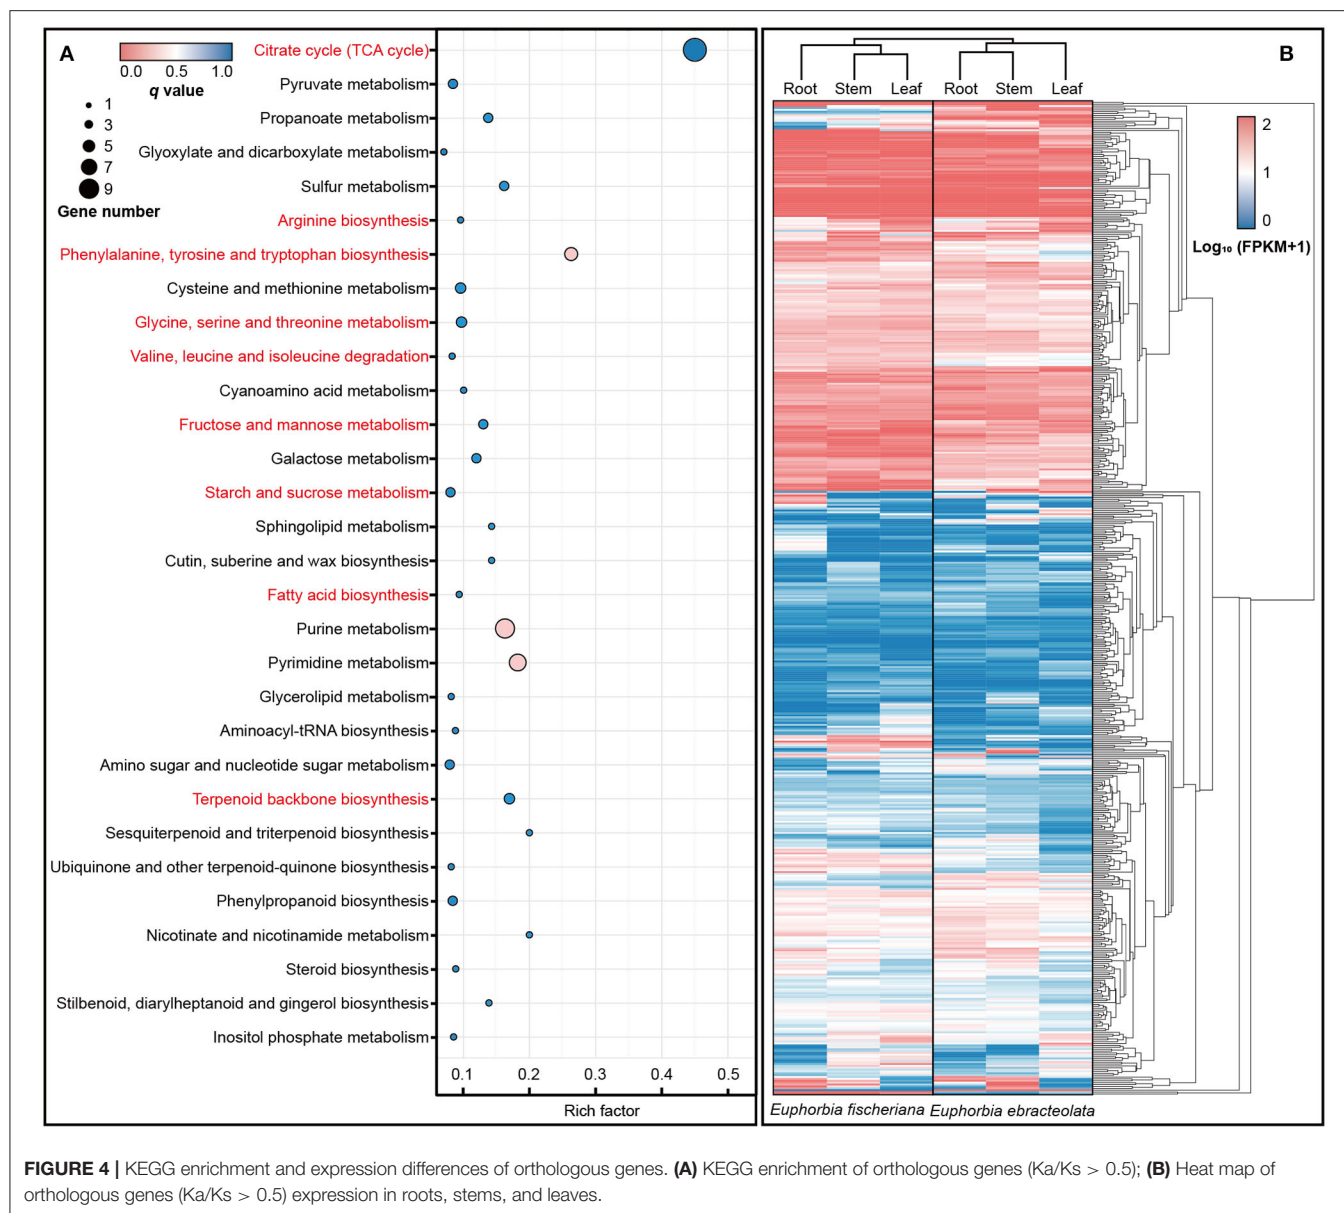 A
0.0 0.5 1.0
q value
1
3
5
7
9
Gene number
Citrate cycle (TCA cycle)
Pyruvate metabolism
Propanoate metabolism
Glyoxylate and dicarboxylate metabolism
Sulfur metabolism
Arginine biosynthesis
Phenylalanine, tyrosine and tryptophan biosynthesis
Cysteine and methionine metabolism
Glycine, serine and threonine metabolism
Valine, leucine and isoleucine degradation
Cyanoamino acid metabolism
Fructose and mannose metabolism
Galactose metabolism
Starch and sucrose metabolism
Sphingolipid metabolism
Cutin, suberine and wax biosynthesis
Fatty acid biosynthesis
Purine metabolism
Pyrimidine metabolism
Glycerolipid metabolism
Aminoacyl-tRNA biosynthesis
Amino sugar and nucleotide sugar metabolism
Terpenoid backbone biosynthesis
Sesquiterpenoid and triterpenoid biosynthesis
Ubiquinone and other terpenoid-quinone biosynthesis
Phenylpropanoid biosynthesis
Nicotinate and nicotinamide metabolism
Steroid biosynthesis
Stilbenoid, diarylheptanoid and gingerol biosynthesis
Inositol phosphate metabolism
0.1 0.2 0.3 0.4 0.5
Rich factor
B
Root Stem Leaf Root Stem Leaf
2
1
0
Log₁₀ (FPKM+1)
Euphorbia fischeriana Euphorbia ebracteolata
FIGURE 4 | KEGG enrichment and expression differences of orthologous genes. (A) KEGG enrichment of orthologous genes (Ka/Ks > 0.5); (B) Heat map of
orthologous genes (Ka/Ks > 0.5) expression in roots, stems, and leaves.